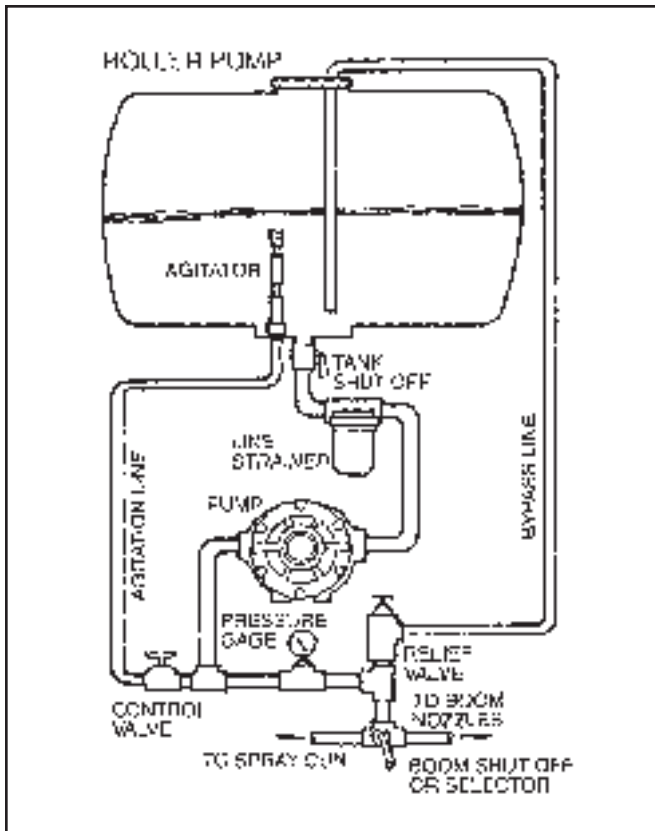 ROLLER PUMP
AGITATOR
TANK
SHUT OFF
LINE
STRAINER
PUMP
AGITATION LINE
BYPASS LINE
PRESSURE
GAGE
RELIEF
VALVE
CONTROL
VALVE
TO BOOM
NOZZLES
TO SPRAY GUN
BOOM SHUT OFF
OR SELECTOR